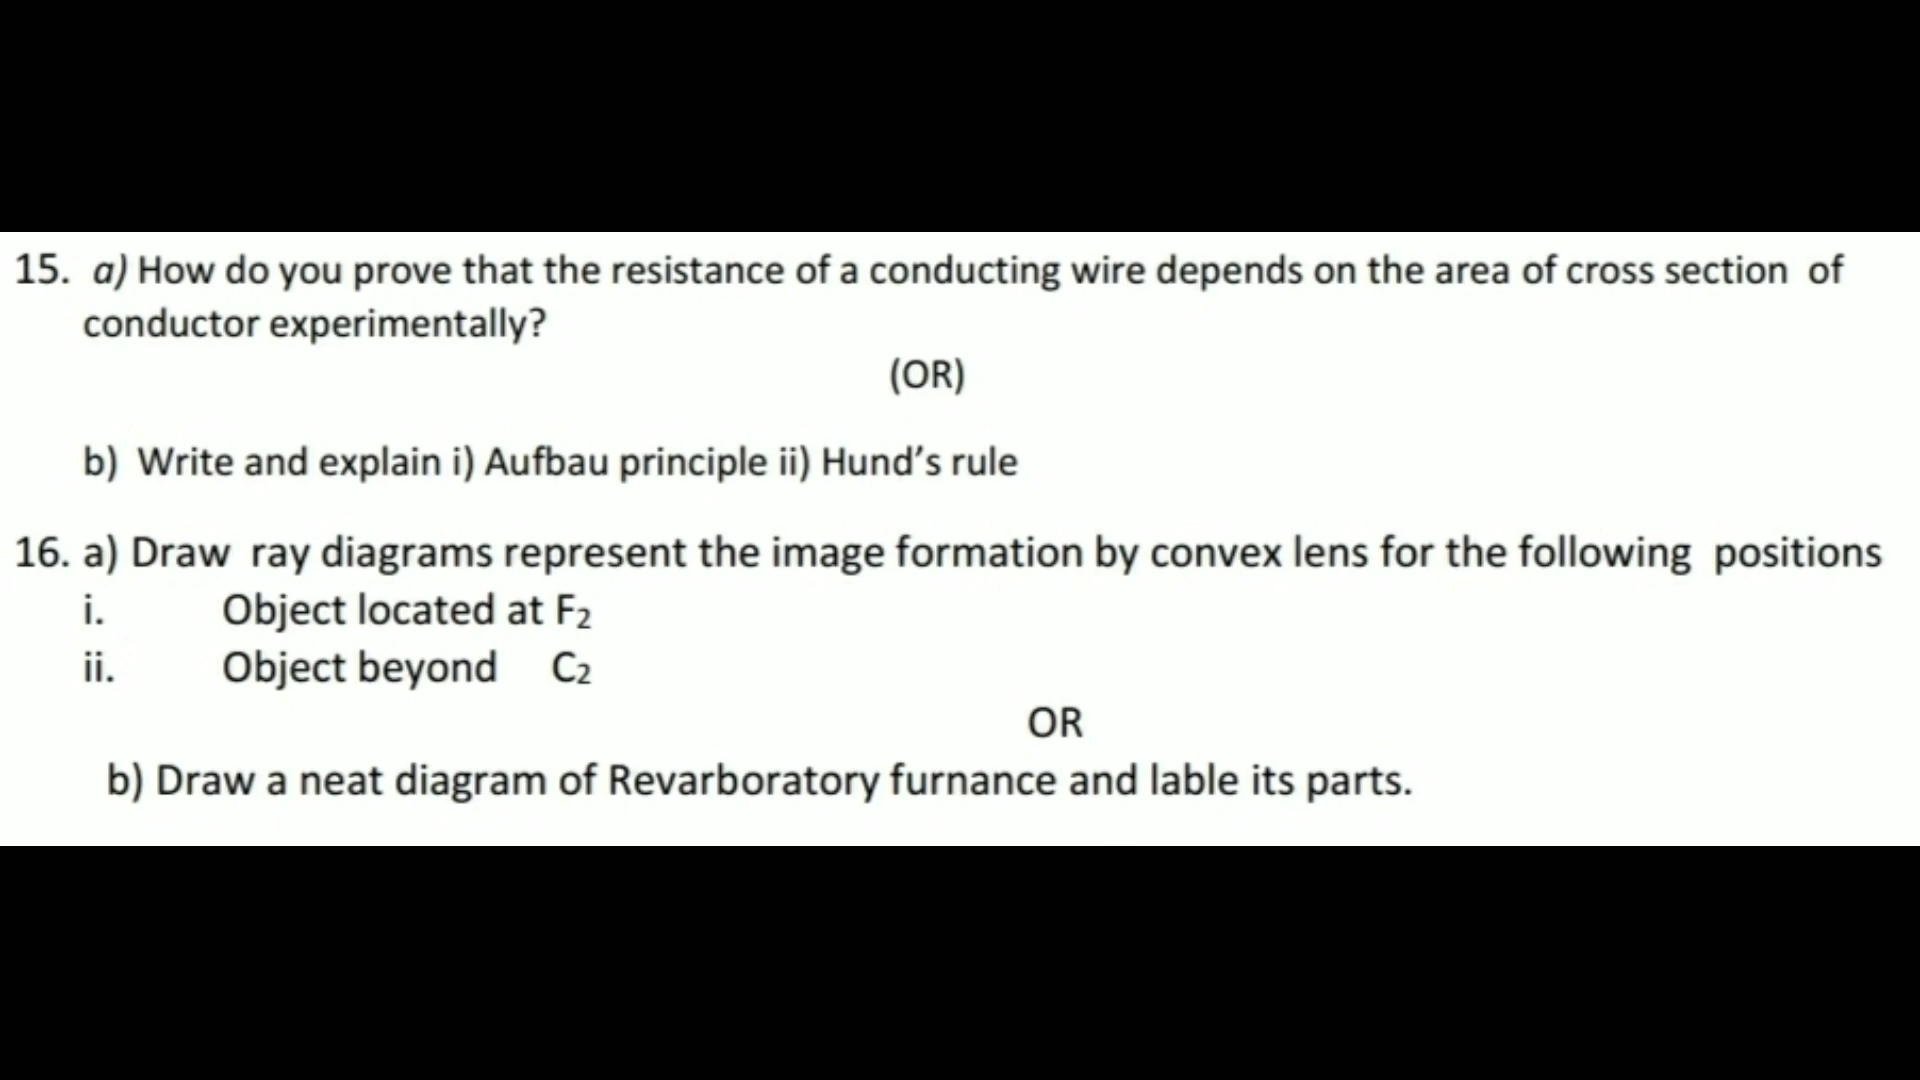 15. a) How do you prove that the resistance of a conducting wire depends on the area of cross section of
conductor experimentally?
(OR)
b) Write and explain i) Aufbau principle ii) Hund's rule
16. a) Draw ray diagrams represent the image formation by convex lens for the following positions
i. Object located at F₂
ii. Object beyond C₂
OR
b) Draw a neat diagram of Revarboratory furnance and lable its parts.